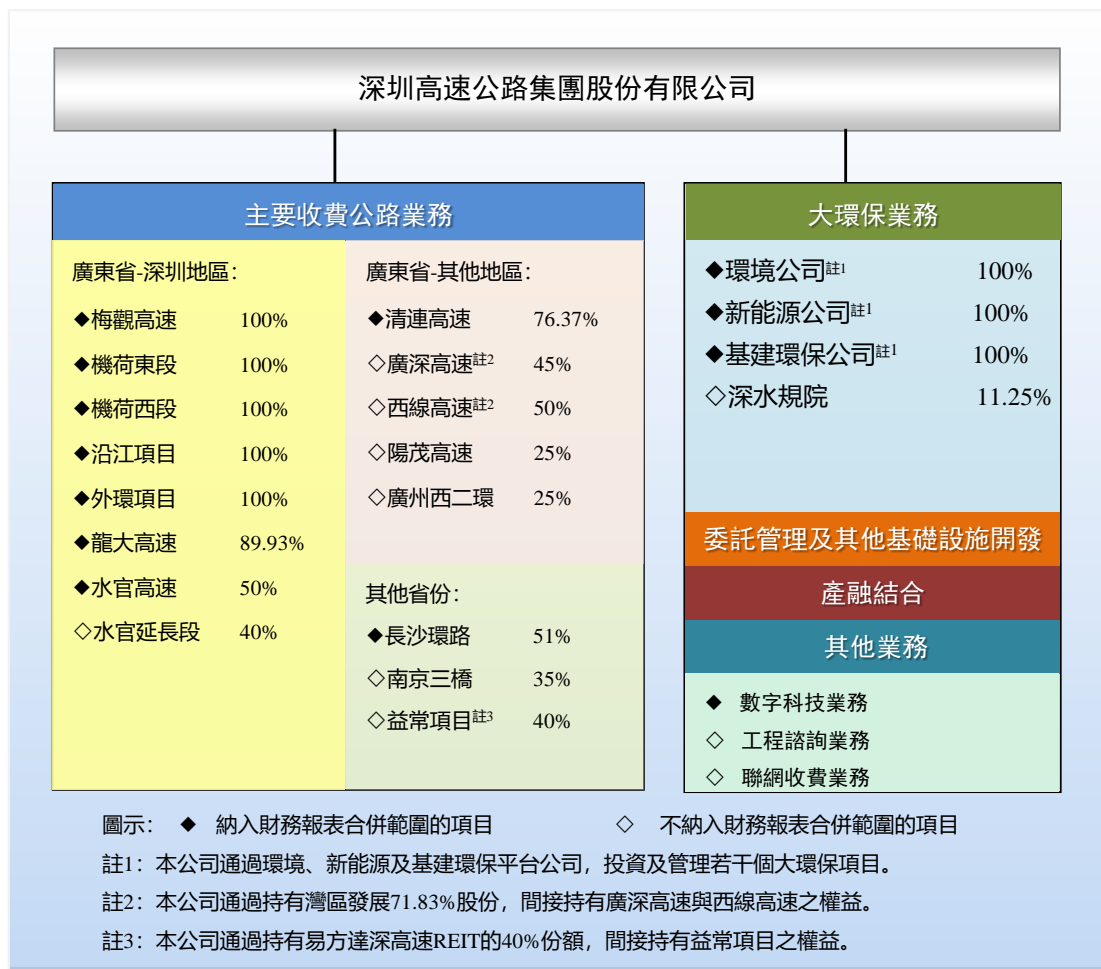 深圳高速公路集團股份有限公司
主要收費公路業務
廣東省-深圳地區：
◆梅觀高速 100%
◆機荷東段 100%
◆機荷西段 100%
◆沿江項目 100%
◆外環項目 100%
◆龍大高速 89.93%
◆水官高速 50%
◇水官延長段 40%
廣東省-其他地區：
◆清連高速 76.37%
◇廣深高速註2 45%
◇西線高速註2 50%
◇陽茂高速 25%
◇廣州西二環 25%
其他省份：
◆長沙環路 51%
◇南京三橋 35%
◇益常項目註3 40%
大環保業務
◆環境公司註1 100%
◆新能源公司註1 100%
◆基建環保公司註1 100%
◇深水規院 11.25%
委託管理及其他基礎設施開發
產融結合
其他業務
◆ 數字科技業務
◇ 工程諮詢業務
◇ 聯網收費業務
圖示： ◆ 納入財務報表合併範圍的項目 ◇ 不納入財務報表合併範圍的項目
註1：本公司通過環境、新能源及基建環保平台公司，投資及管理若干個大環保項目。
註2：本公司通過持有灣區發展71.83%股份，間接持有廣深高速與西線高速之權益。
註3：本公司通過持有易方達深高速REIT的40%份額，間接持有益常項目之權益。